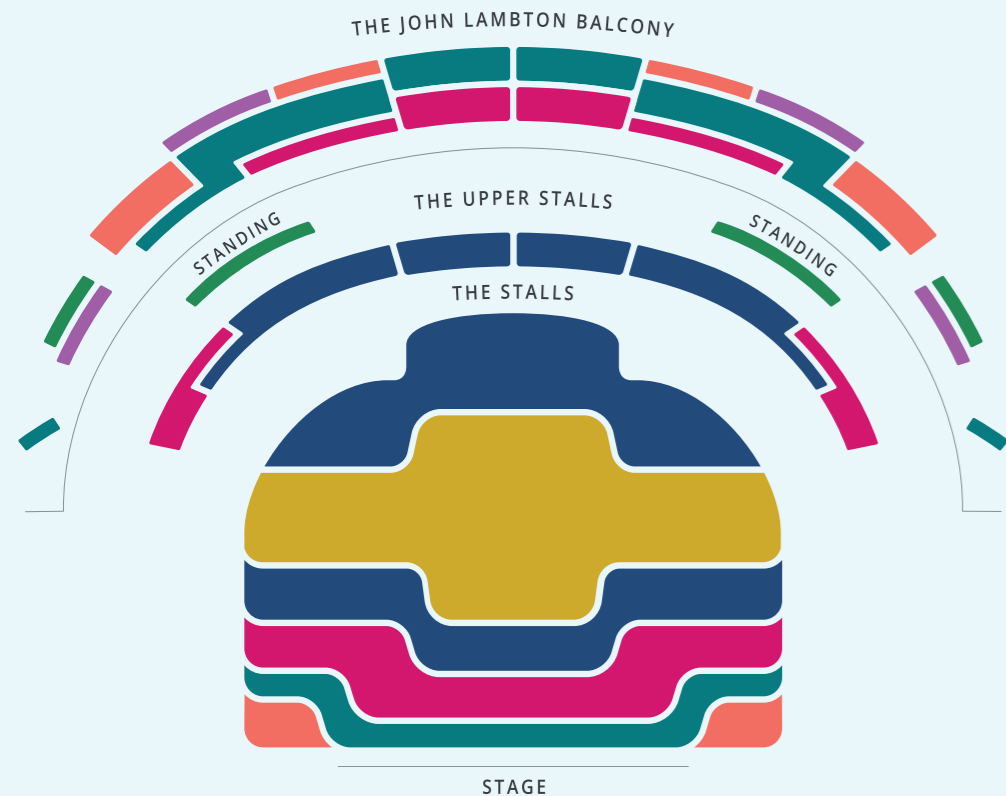 THE JOHN LAMBTON BALCONY
THE UPPER STALLS
STANDING
STANDING
THE STALLS
STAGE